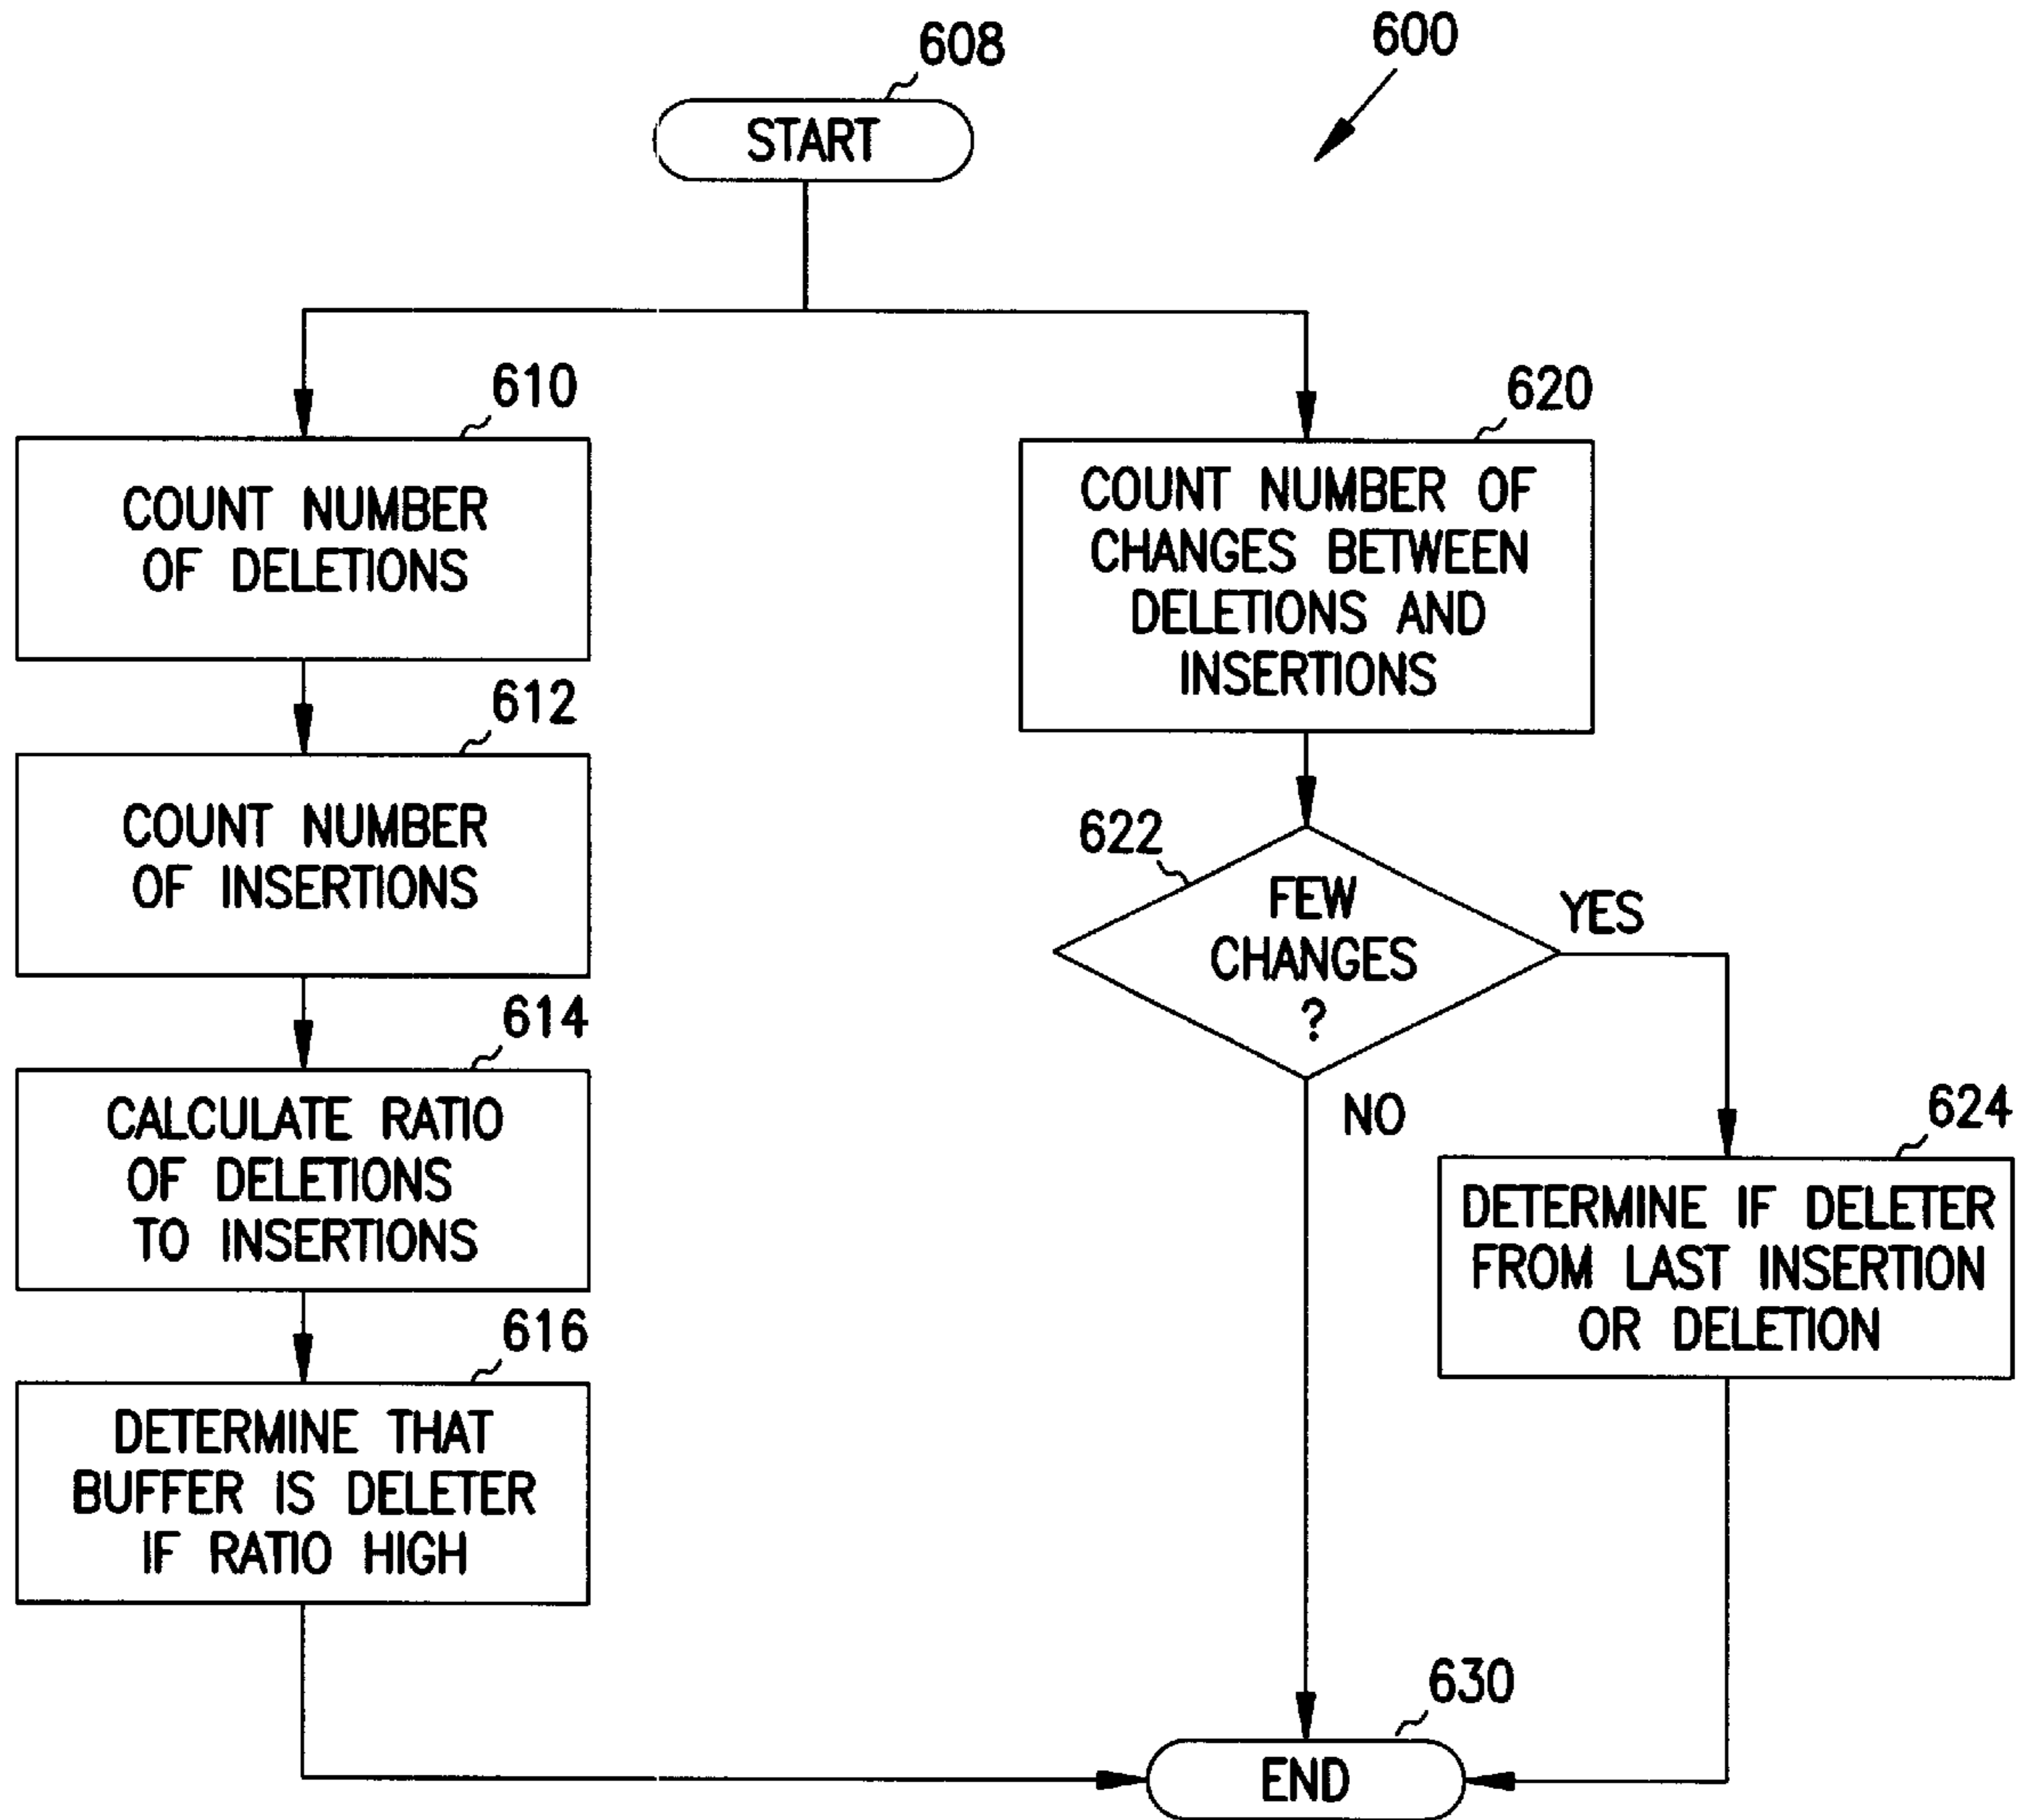 608
600
START
610
COUNT NUMBER
OF DELETIONS
612
COUNT NUMBER
OF INSERTIONS
614
CALCULATE RATIO
OF DELETIONS
TO INSERTIONS
616
DETERMINE THAT
BUFFER IS DELETER
IF RATIO HIGH
620
COUNT NUMBER OF
CHANGES BETWEEN
DELETIONS AND
INSERTIONS
622
FEW
CHANGES
?
YES
NO
624
DETERMINE IF DELETER
FROM LAST INSERTION
OR DELETION
630
END